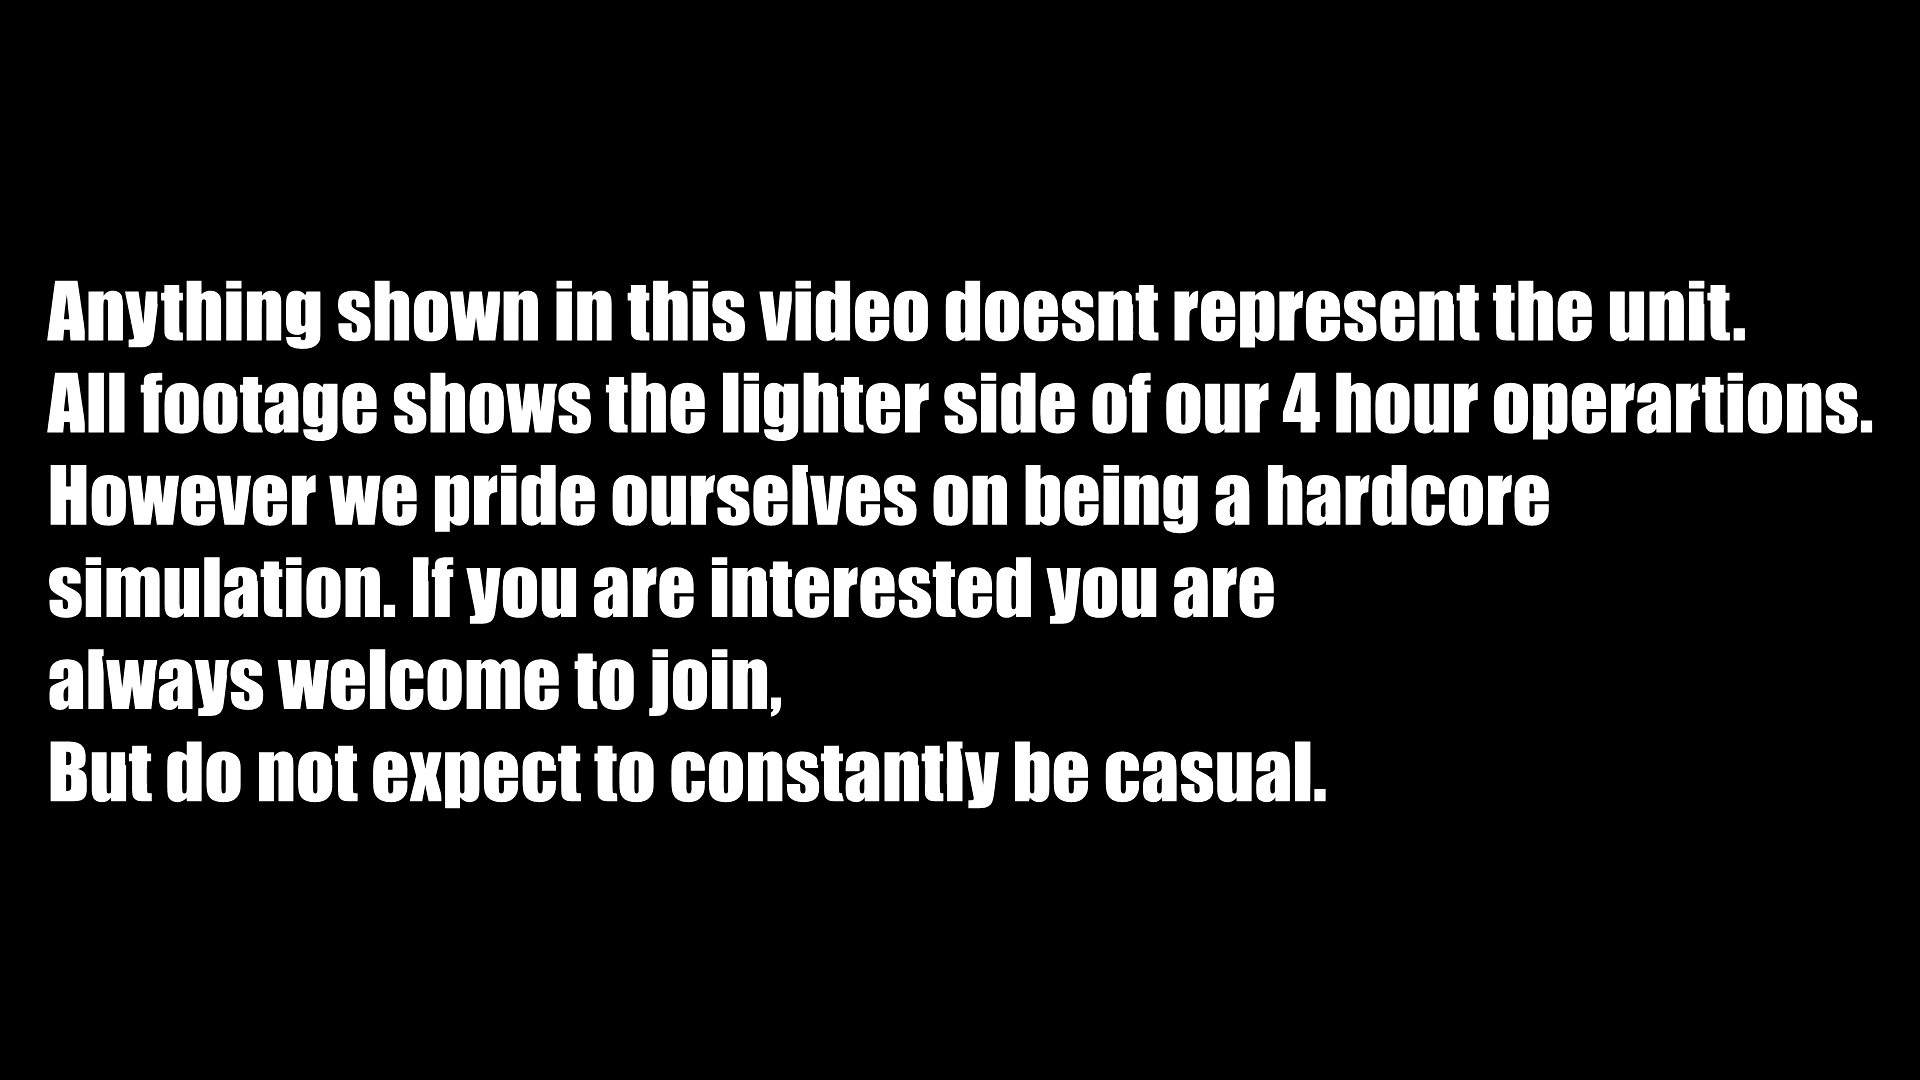 Anything shown in this video doesnt represent the unit.
All footage shows the lighter side of our 4 hour operartions.
However we pride ourselves on being a hardcore
simulation. If you are interested you are
always welcome to join,
But do not expect to constantly be casual.